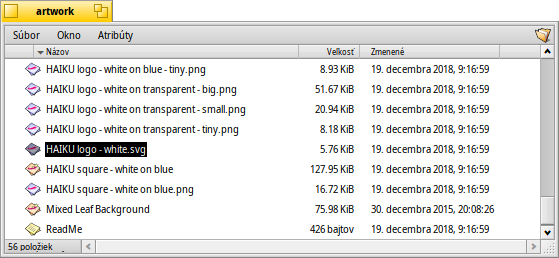 artwork
Súbor Okno Atribúty
Názov Veľkosť Zmenené
HAIKU logo - white on blue - tiny.png 8.93 KiB 19. decembra 2018, 9:16:59
HAIKU logo - white on transparent - big.png 51.67 KiB 19. decembra 2018, 9:16:59
HAIKU logo - white on transparent - small.png 20.94 KiB 19. decembra 2018, 9:16:59
HAIKU logo - white on transparent - tiny.png 8.18 KiB 19. decembra 2018, 9:16:59
HAIKU logo - white.svg 5.76 KiB 19. decembra 2018, 9:16:59
HAIKU square - white on blue 127.95 KiB 19. decembra 2018, 9:16:59
HAIKU square - white on blue.png 16.72 KiB 19. decembra 2018, 9:16:59
Mixed Leaf Background 75.98 KiB 30. decembra 2015, 20:08:26
ReadMe 426 bajtov 19. decembra 2018, 9:16:59
56 položiek